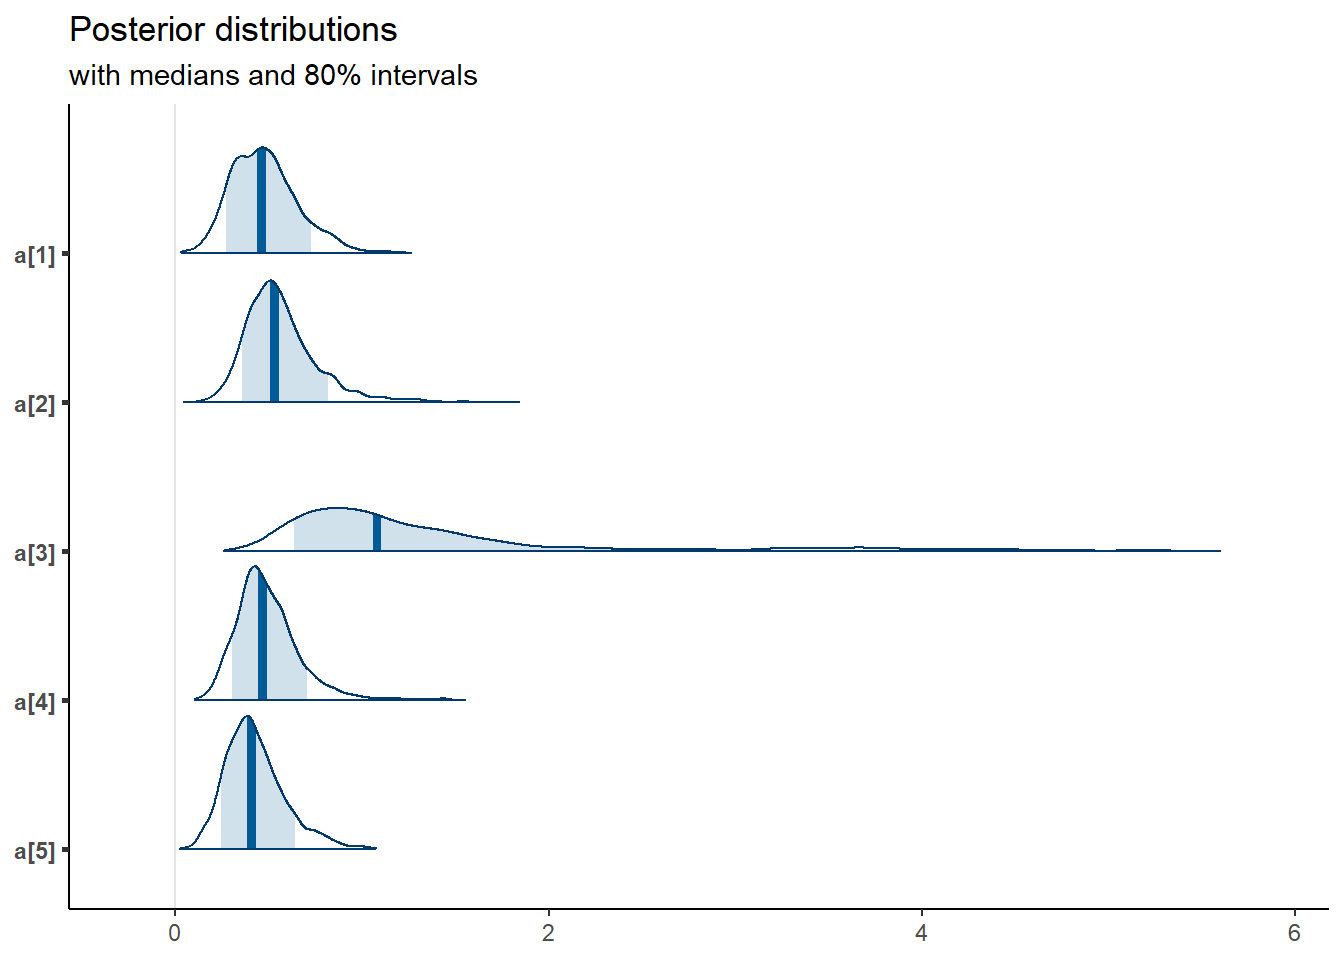 Posterior distributions
with medians and 80% intervals
a[1]
a[2]
a[3]
a[4]
a[5]
0 2 4 6